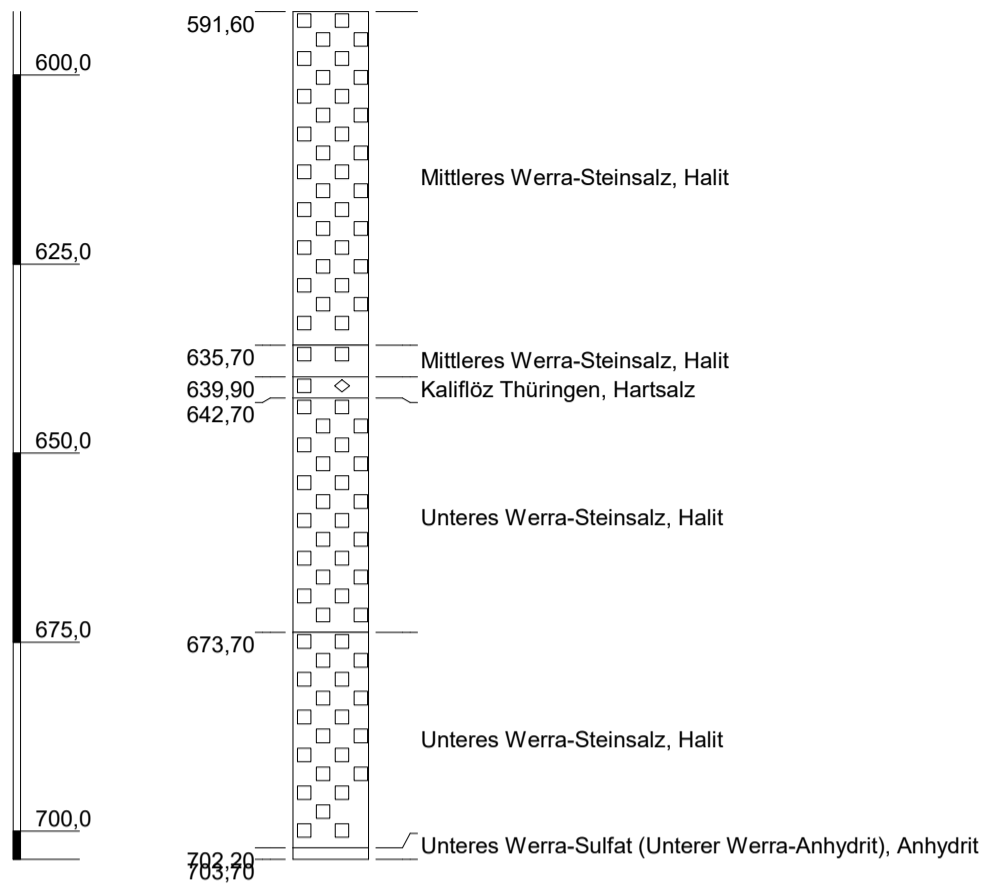 591,60
600,0
Mittleres Werra-Steinsalz, Halit
625,0
635,70
Mittleres Werra-Steinsalz, Halit
639,90
Kaliflöz Thüringen, Hartsalz
642,70
650,0
Unteres Werra-Steinsalz, Halit
675,0
673,70
Unteres Werra-Steinsalz, Halit
700,0
Unteres Werra-Sulfat (Unterer Werra-Anhydrit), Anhydrit
702,20
703,70